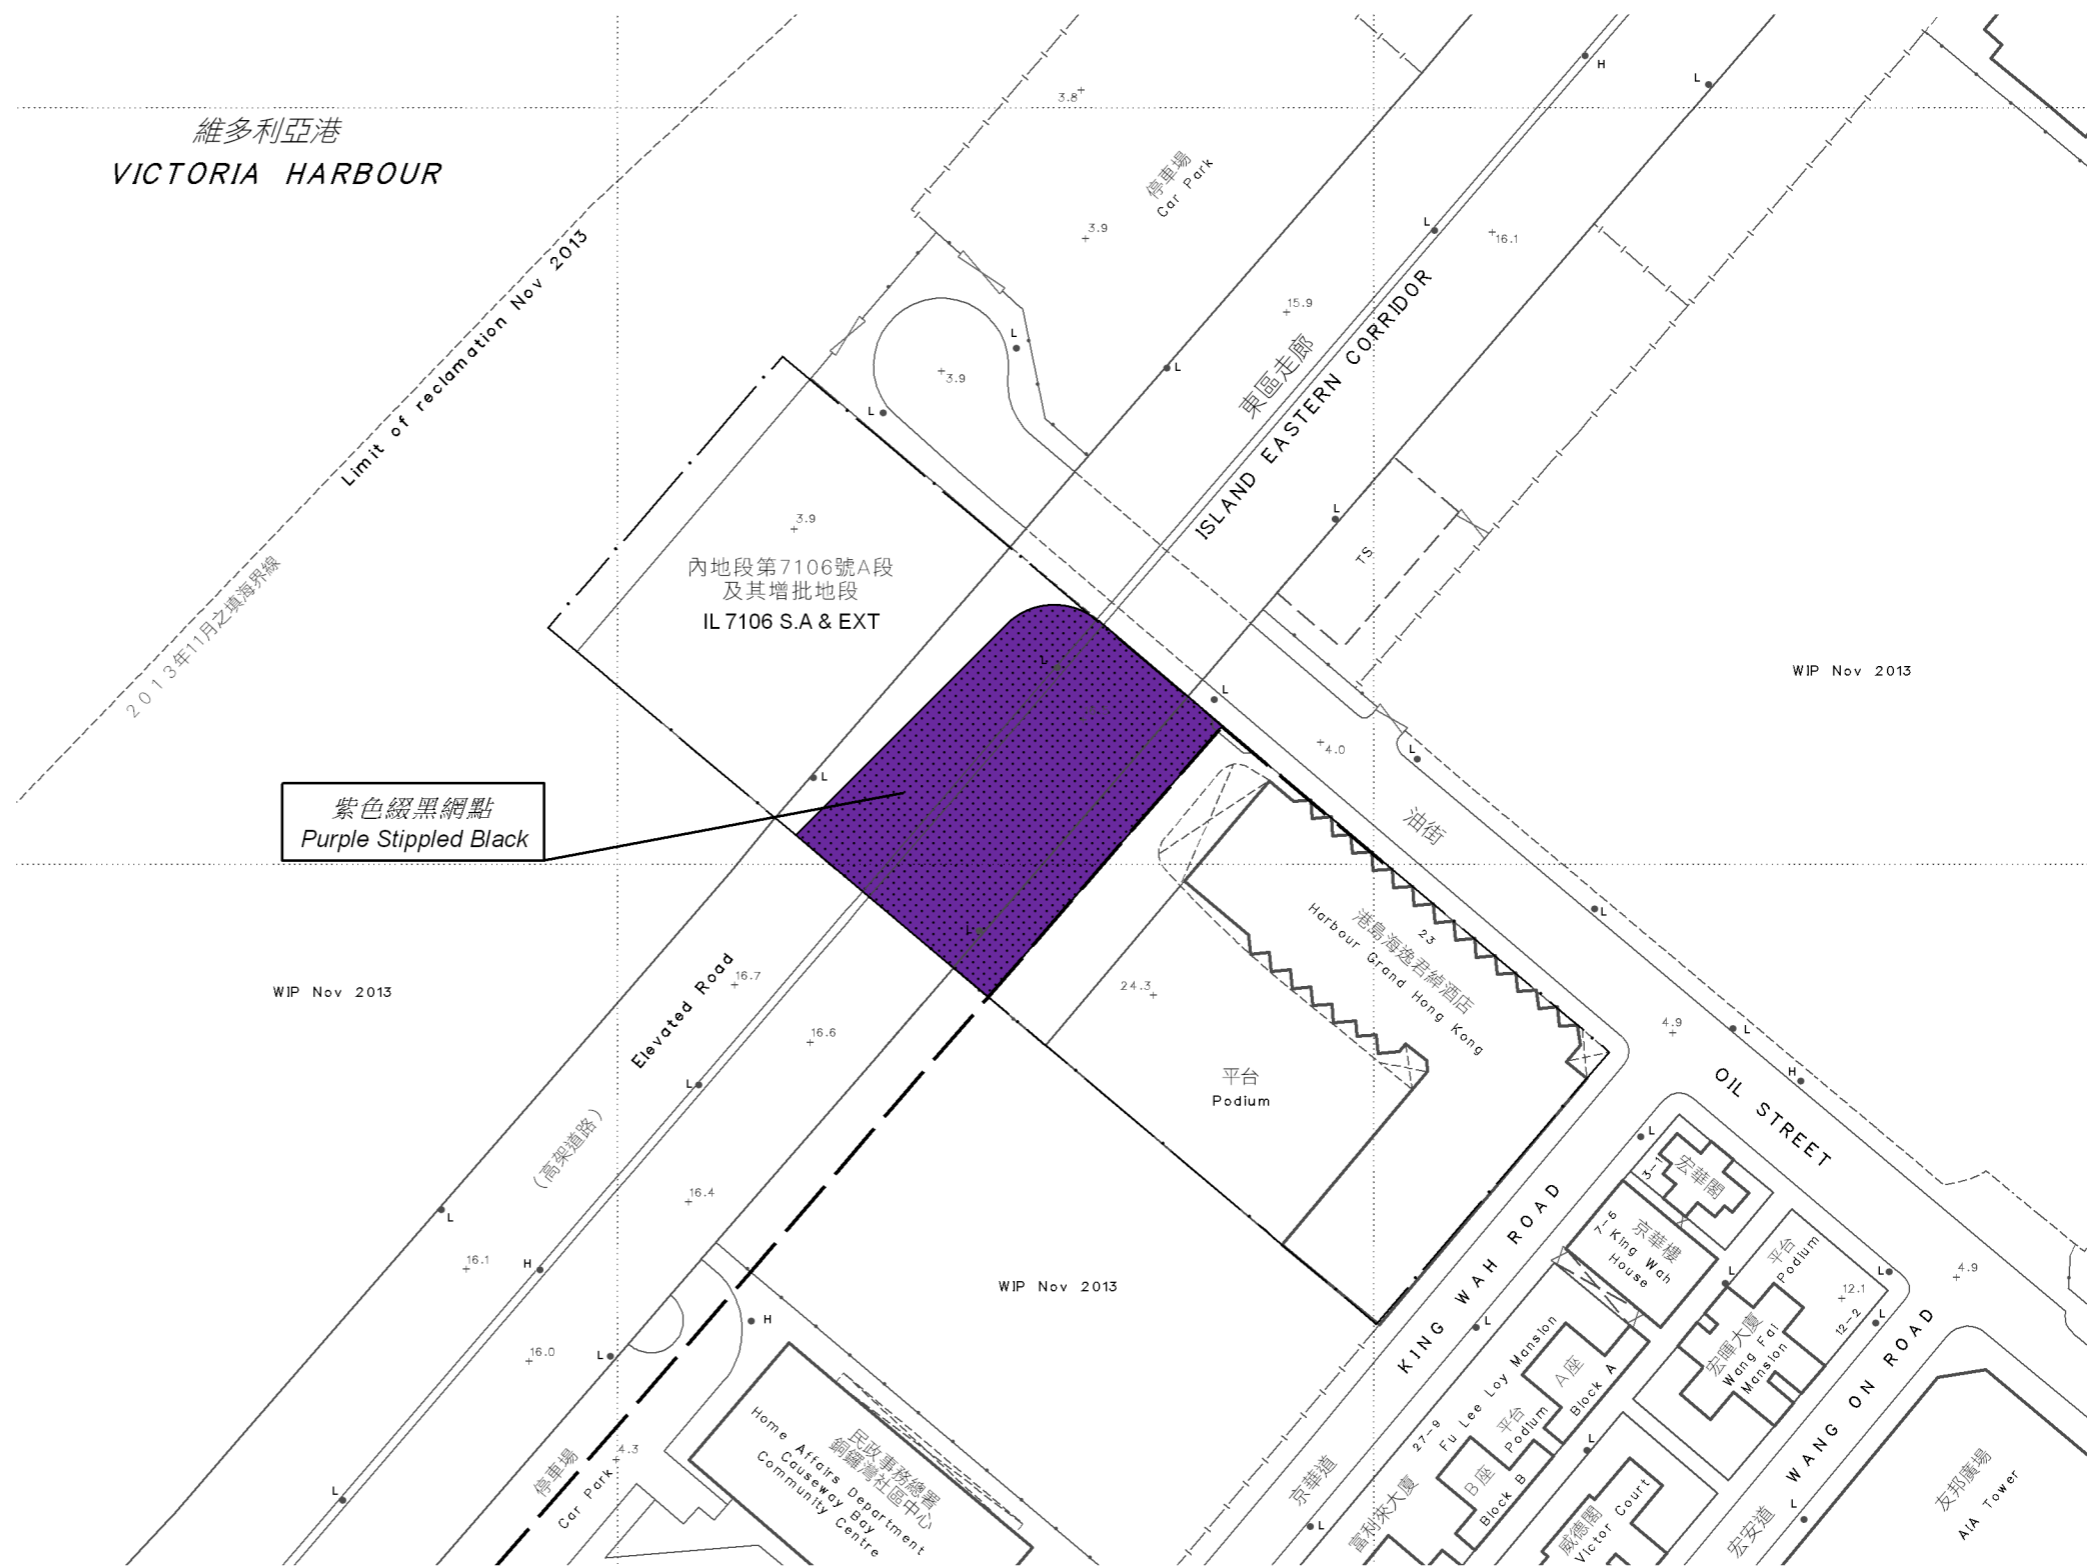 維多利亞港
VICTORIA HARBOUR
Limit of reclamation Nov 2013
2013年11月之填海界線
3.8
停車場
Car Park
3.9
H
L
L
16.1
15.9
東區走廊
ISLAND EASTERN CORRIDOR
L
3.9
L
L
L
TS
3.9
內地段第7106號A段
及其增批地段
IL 7106 S.A & EXT
L
L
WIP Nov 2013
4.0
L
L
紫色綴黑網點
Purple Stippled Black
油街
L
L
23
港島海逸君綽酒店
Harbour Grand Hong Kong
24.3
WIP Nov 2013
Elevated Road
16.7
16.6
(高架道路)
L
平台
Podium
4.9
L
H
OIL STREET
L
16.1
H
16.4
WIP Nov 2013
KING WAH ROAD
京華道
L
3-1
宏華閣
7-6
京華樓
King Wah
House
平台
Podium
L
L
4.9
12.1
12-2
L
宏暉大廈
Wang Fai
Mansion
WANG ON ROAD
宏安道
H
16.0
L
L
停車場
Car Park
4.3
民政事務總署
銅鑼灣社區中心
Home Affairs Department
Causeway Bay
Community Centre
L
27-9
富利來大廈
Fu Lee Loy Mansion
平台
Podium
A座
Block A
B座
Block B
L
L
威德閣
Victor Court
L
友邦廣場
AIA Tower